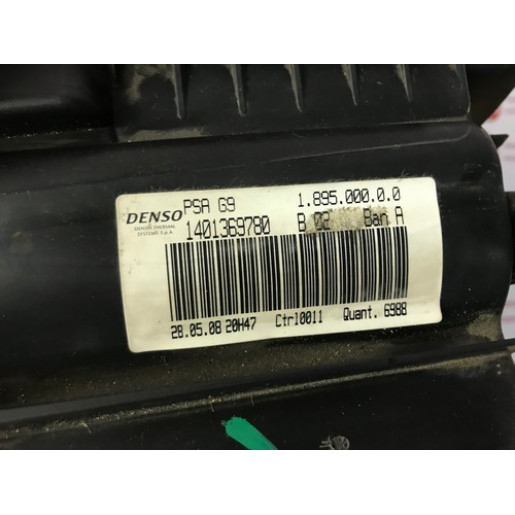 PSA G9 1.895.000.0.0
DENSO 1401369780 B 02 Ban A
DENSO THERMAL
SYSTEMS S.p.A.
28.05.08 20H47 Ctrl0011 Quant. 6988